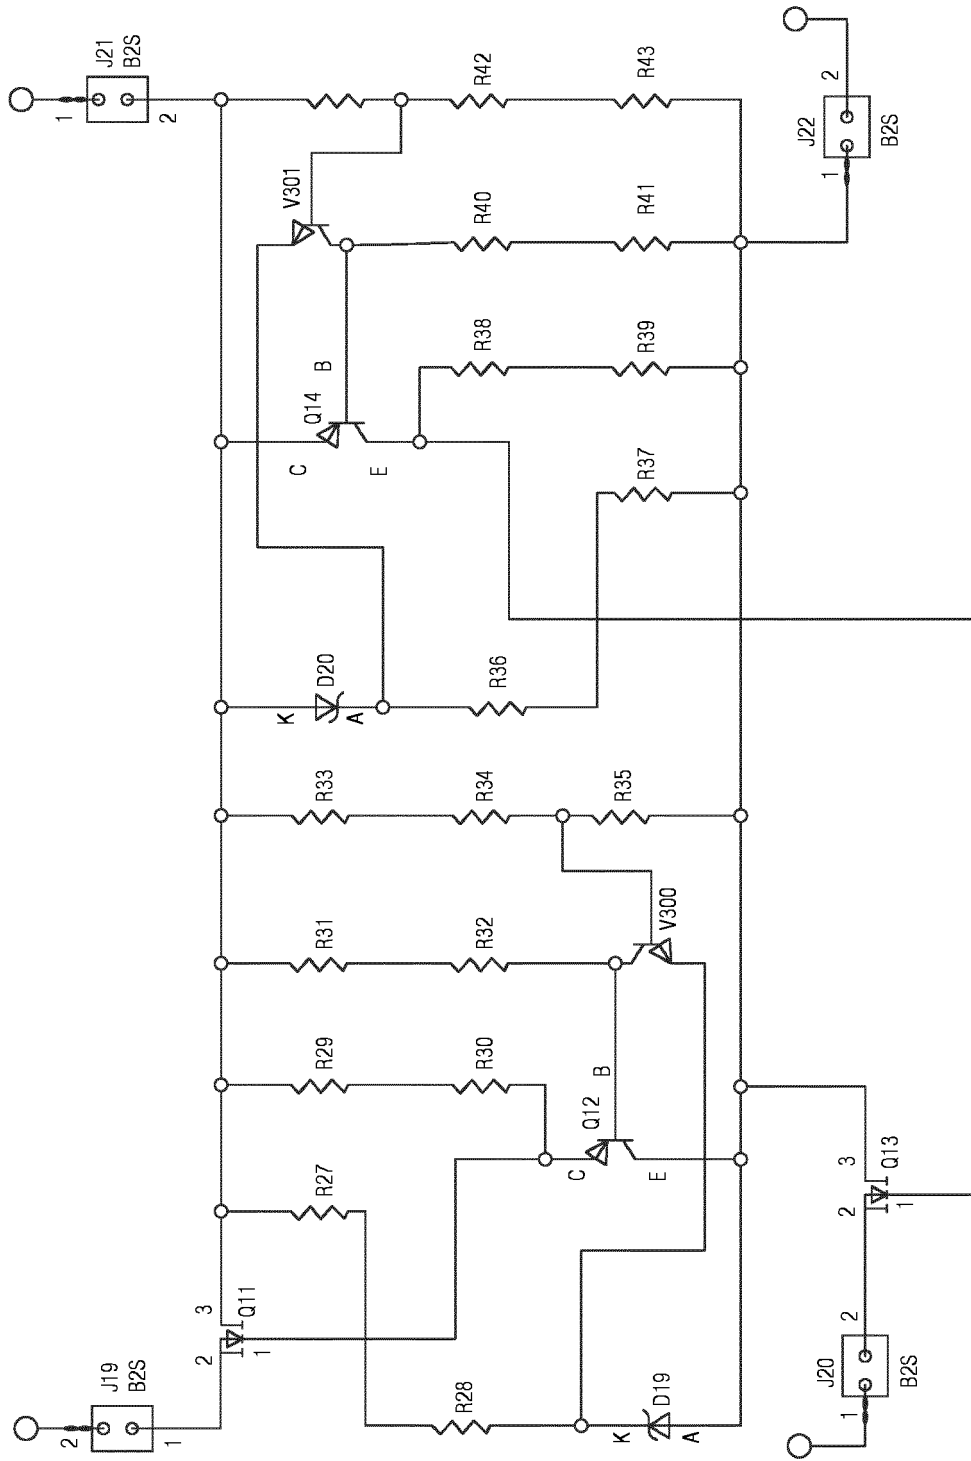 J21
B2S
1
2
R42
R43
2
J22
B2S
1
V301
R40
R41
R38
R39
B
Q14
C
E
R37
D20
K
A
R36
R33
R34
R35
R31
R32
V300
R29
R30
B
Q12
C
E
R27
3
2
Q11
1
3
2
Q13
1
J19
B2S
2
1
R28
D19
K
A
2
J20
B2S
1